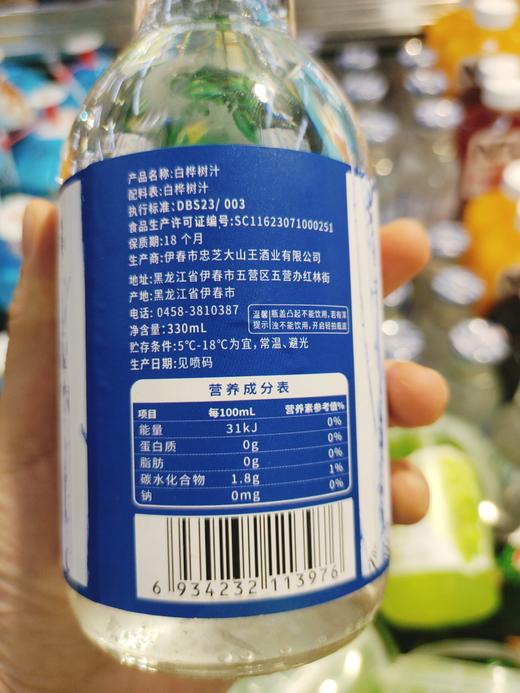 产品名称:白桦树汁
配料表:白桦树汁
执行标准:DBS23/ 003
食品生产许可证编号:SC11623071000251
保质期:18 个月
生产商:伊春市忠芝大山王酒业有限公司
地址:黑龙江省伊春市五营区五营办红林街
产地:黑龙江省伊春市
电话:0458-3810387
净含量:330mL
温馨提示 瓶盖凸起不能饮用,若有浑
浊不能饮用,开启轻拍瓶底
贮存条件:5℃-18℃为宜,常温、避光
生产日期:见喷码
营养成分表
项目 每100mL 营养素参考值%
能量 31kJ 0%
蛋白质 0g 0%
脂肪 0g 0%
碳水化合物 1.8g 1%
钠 0mg 0%
6 934232 113976